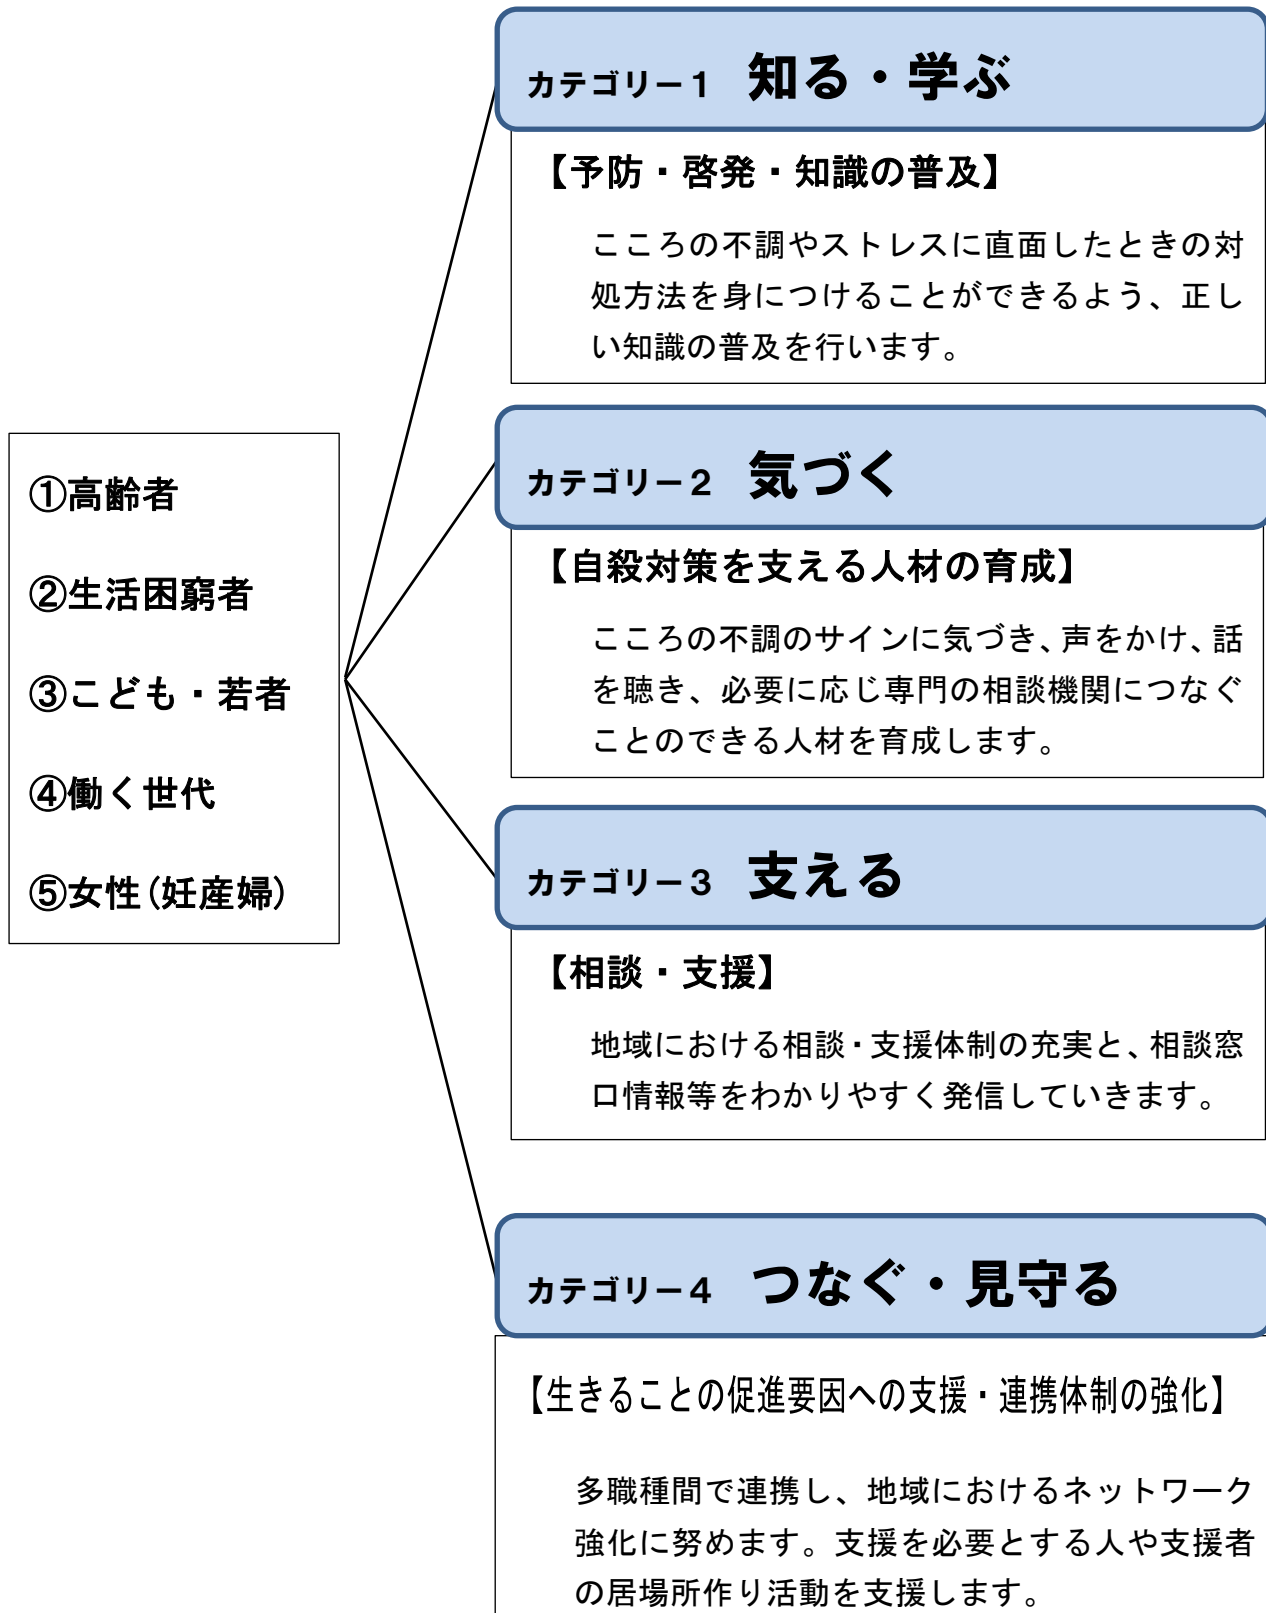 ①高齢者
②生活困窮者
③こども・若者
④働く世代
⑤女性(妊産婦)
カテゴリー1 知る・学ぶ
【予防・啓発・知識の普及】
こころの不調やストレスに直面したときの対
処方法を身につけることができるよう、正し
い知識の普及を行います。
カテゴリー2 気づく
【自殺対策を支える人材の育成】
こころの不調のサインに気づき、声をかけ、話
を聴き、必要に応じ専門の相談機関につなぐ
ことのできる人材を育成します。
カテゴリー3 支える
【相談・支援】
地域における相談・支援体制の充実と、相談窓
口情報等をわかりやすく発信していきます。
カテゴリー4 つなぐ・見守る
【生きることの促進要因への支援・連携体制の強化】
多職種間で連携し、地域におけるネットワーク
強化に努めます。支援を必要とする人や支援者
の居場所作り活動を支援します。